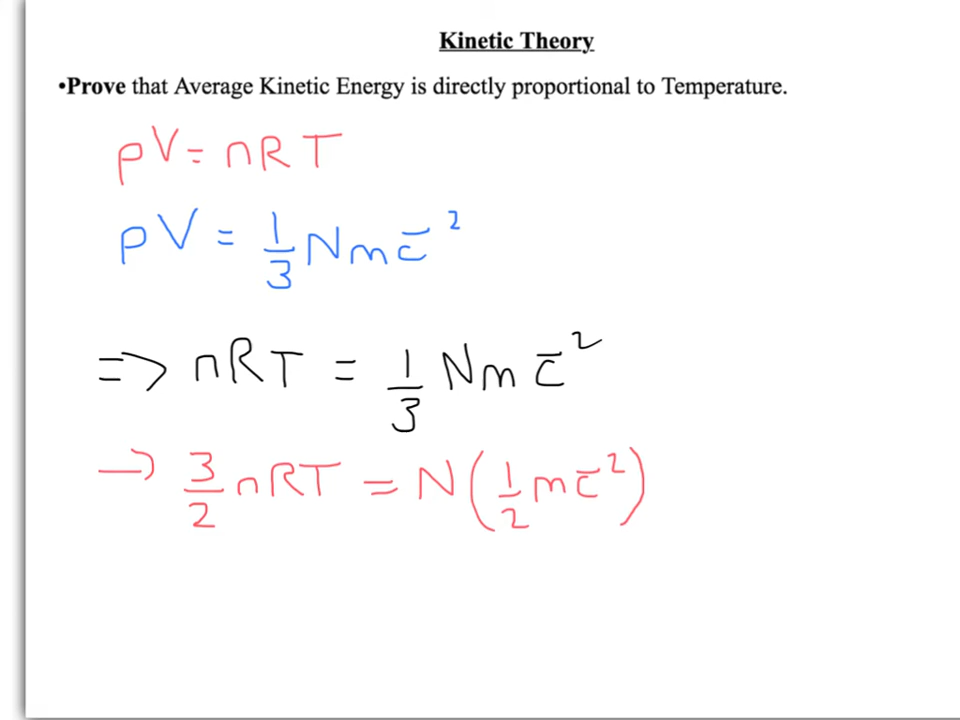 Kinetic Theory
•Prove that Average Kinetic Energy is directly proportional to Temperature.
pV = nRT
pV = 1/3 Nmc̄²
=> nRT = 1/3 Nmc̄²
→ 3/2 nRT = N(1/2 mc̄²)